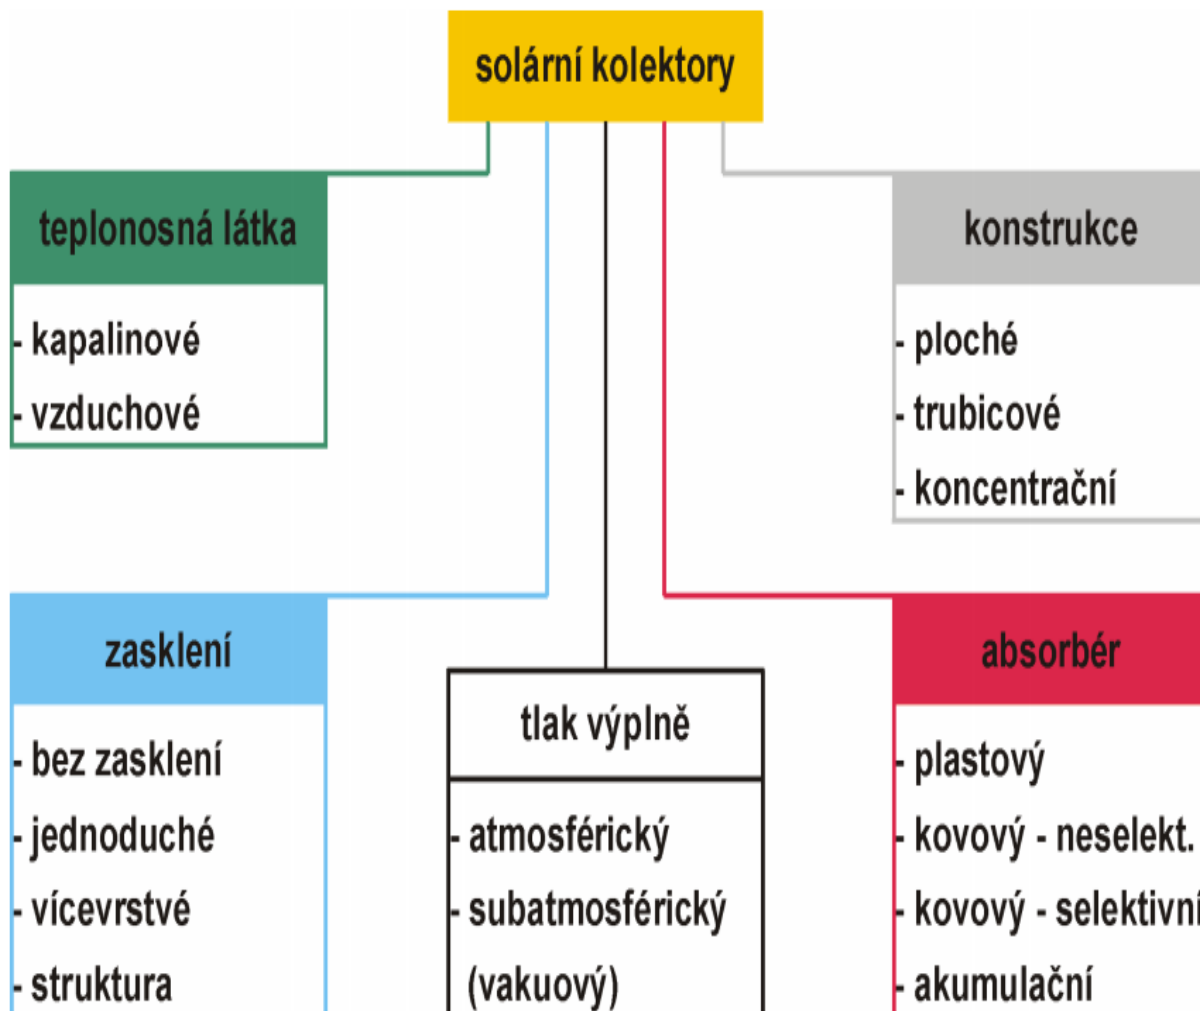 solární kolektory
teplonosná látka
- kapalinové
- vzduchové
konstrukce
- ploché
- trubicové
- koncentrační
zasklení
- bez zasklení
- jednoduché
- vícevrstvé
- struktura
tlak výplně
- atmosférický
- subatmosférický
(vakuový)
absorbér
- plastový
- kovový - neselekt.
- kovový - selektivní
- akumulační